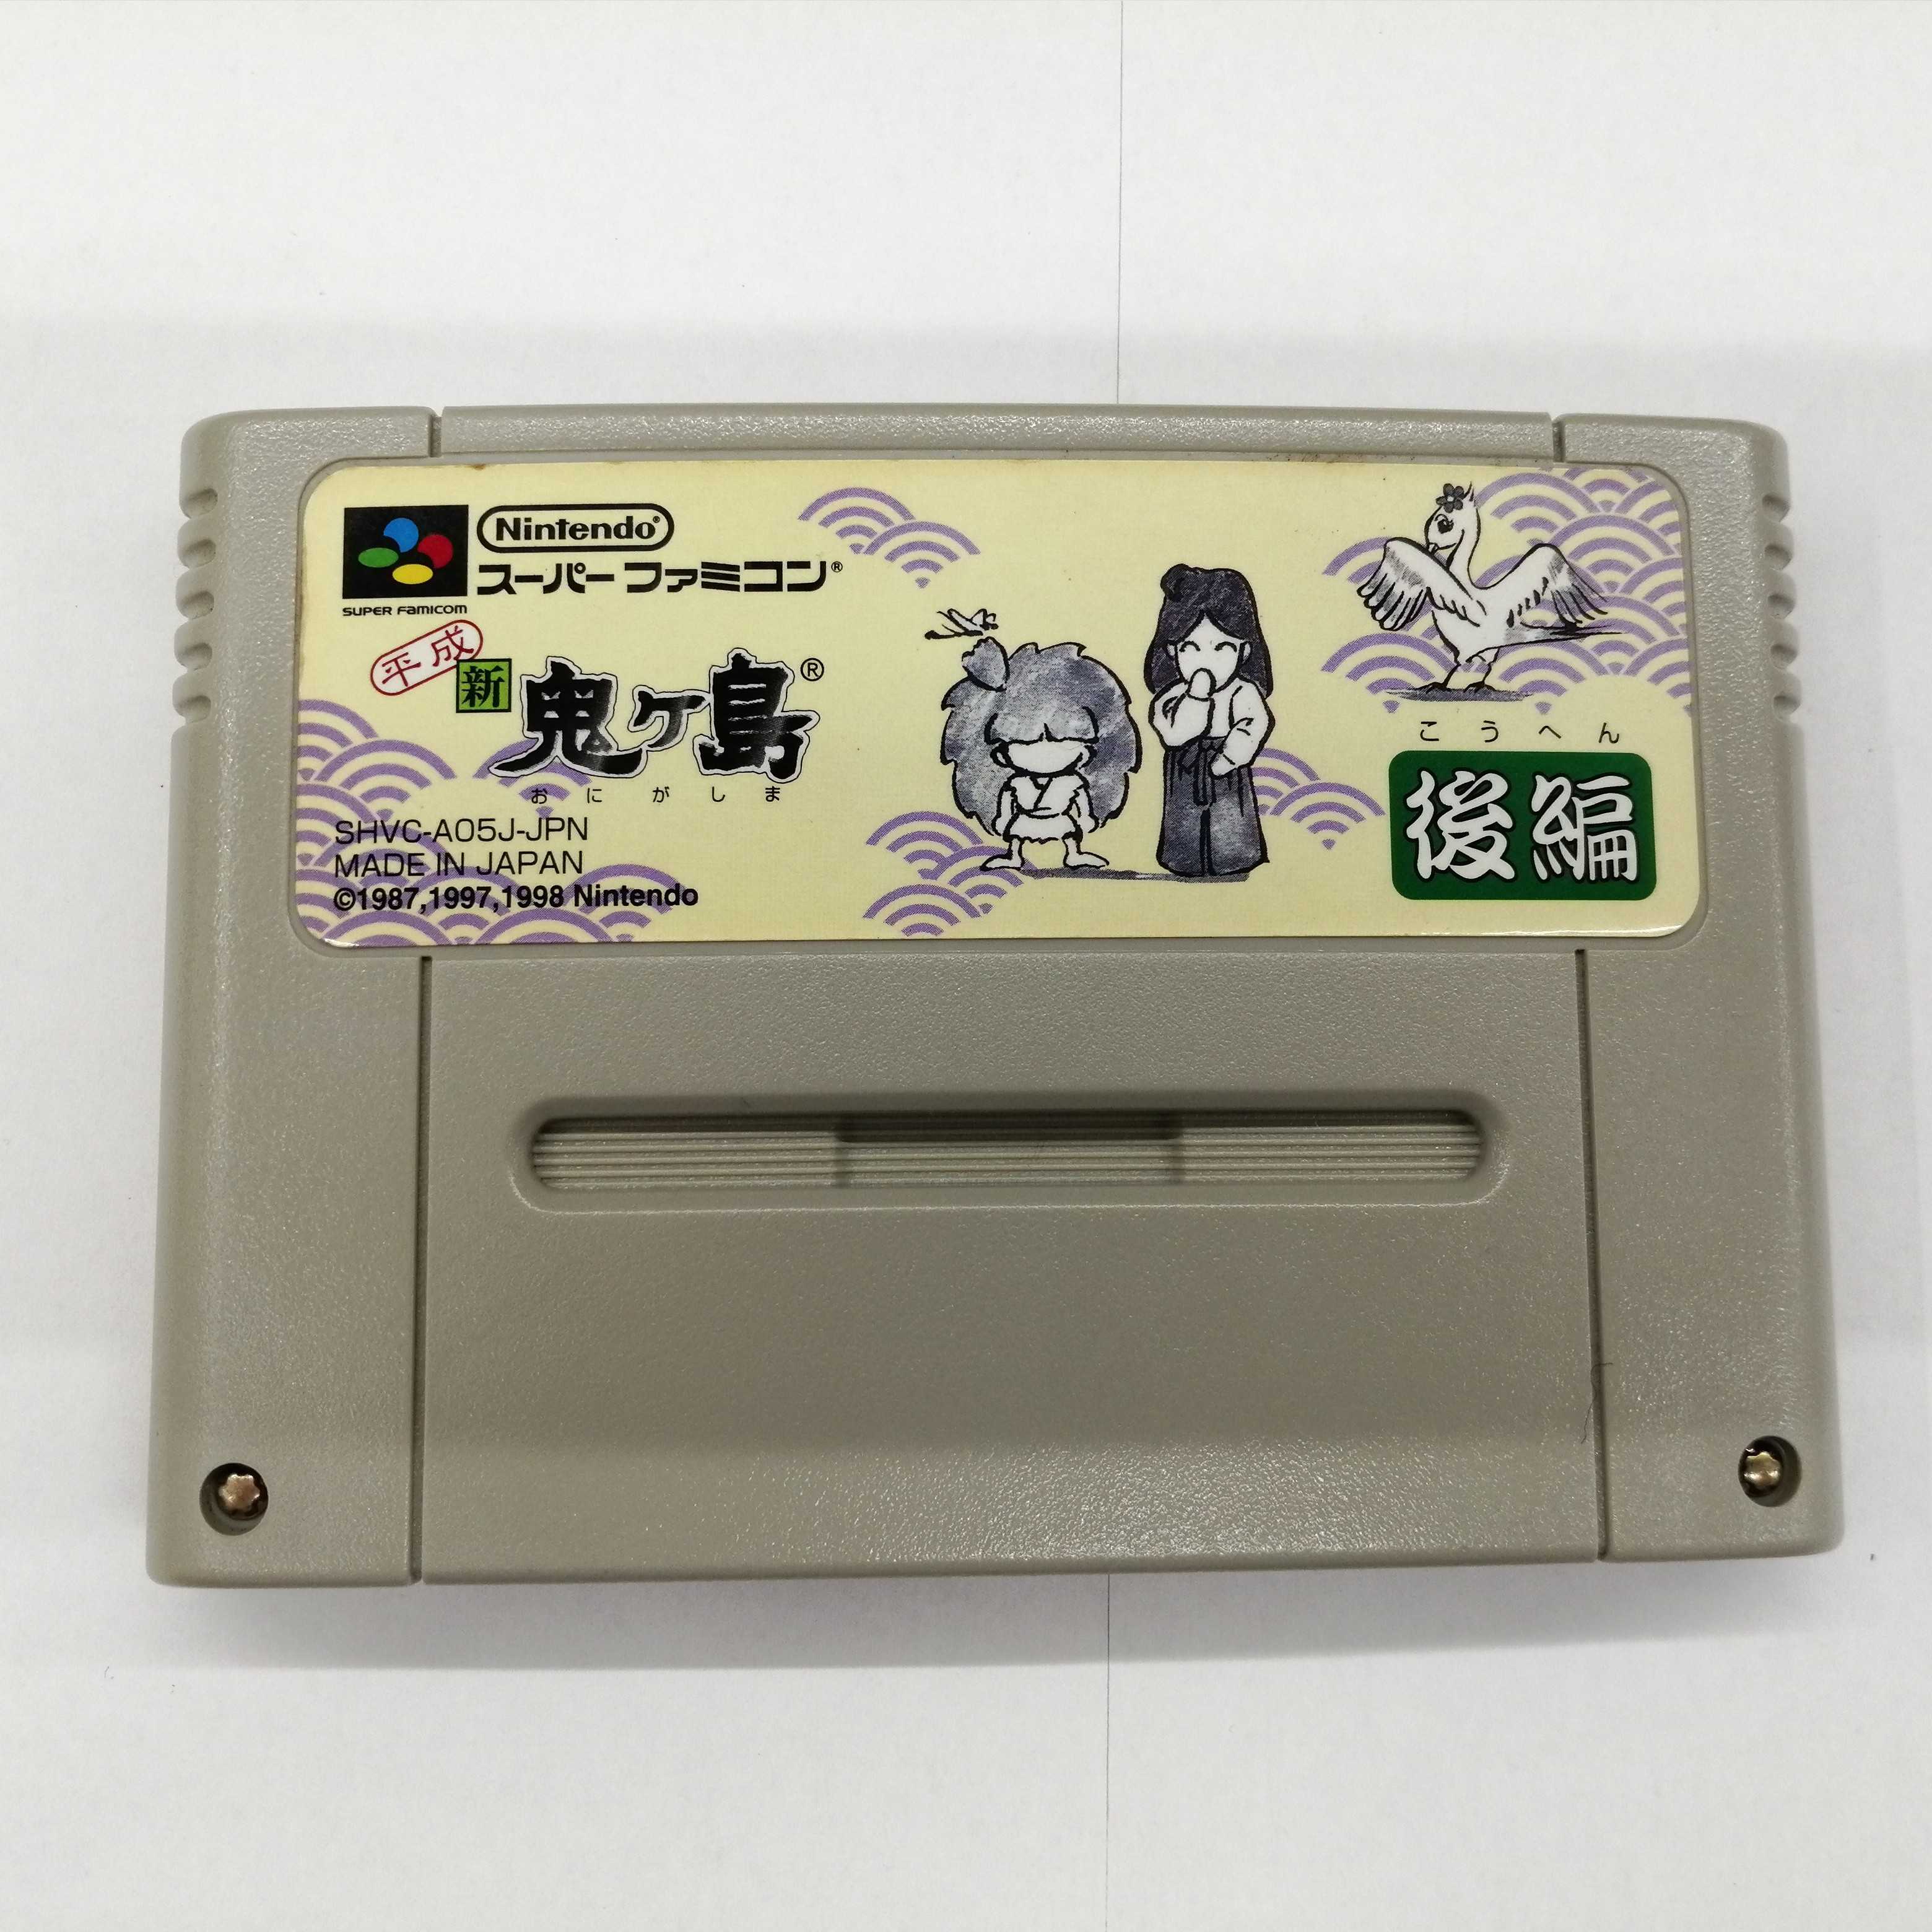 Nintendo®
スーパーファミコン®
SUPER FAMICOM
平成
新
鬼ヶ島®
おにがしま
SHVC-A05J-JPN
MADE IN JAPAN
©1987,1997,1998 Nintendo
こうへん
後編